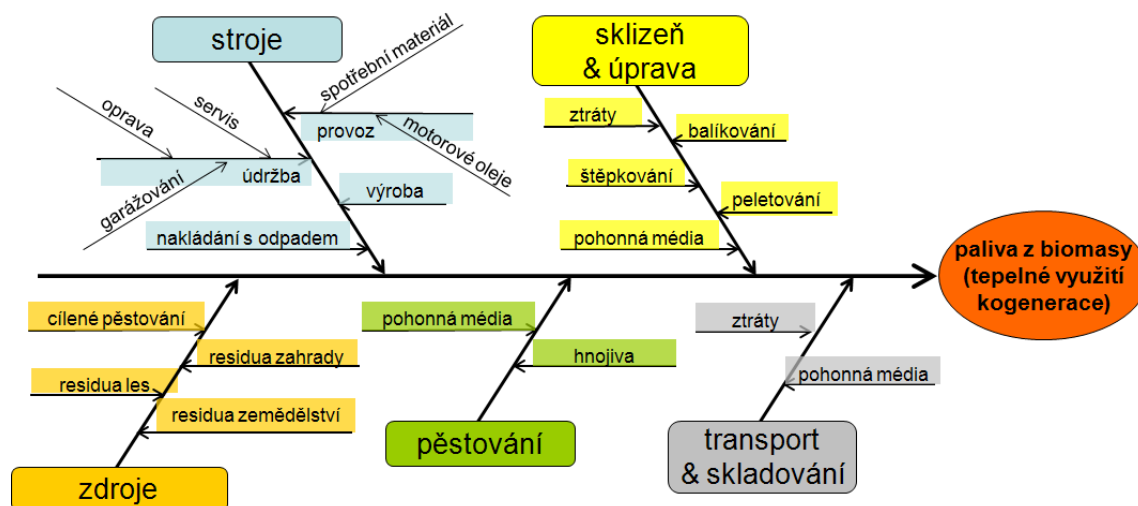 stroje
sklizeň
& úprava
spotřební materiál
oprava
servis
provoz
motorové oleje
garážování
údržba
výroba
nakládání s odpadem
ztráty
balíkování
štěpkování
peletování
pohonná média
paliva z biomasy
(tepelné využití
kogenerace)
cílené pěstování
residua zahrady
residua les
residua zemědělství
zdroje
pohonná média
hnojiva
pěstování
ztráty
pohonná média
transport
& skladování